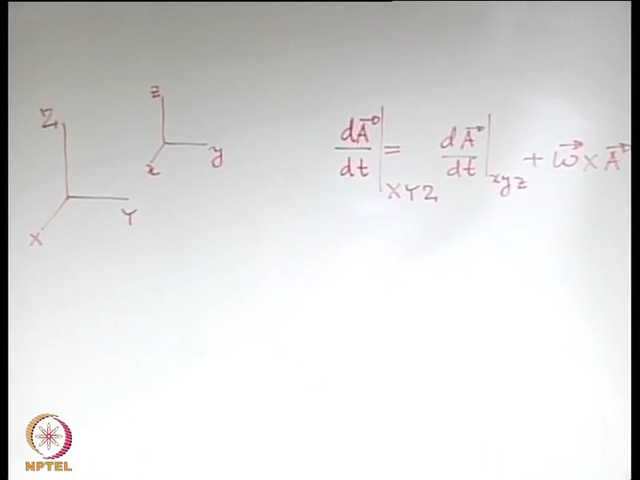 Z
Y
X
z
y
x
dA⃗/dt|XYZ = dA⃗/dt|xyz + ω⃗ × A⃗
NPTEL